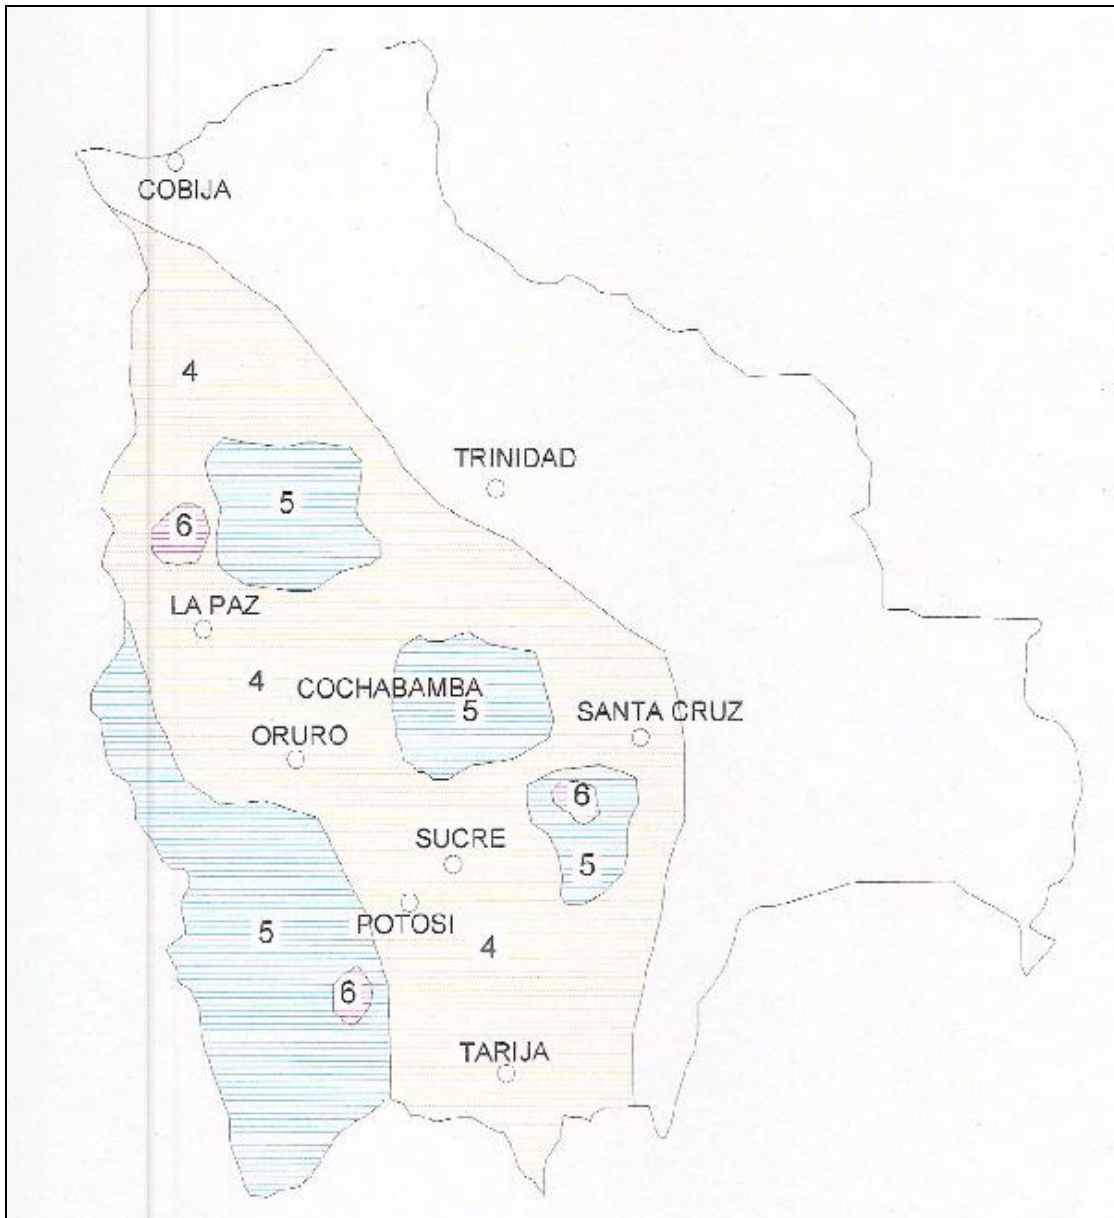 COBIJA
4
TRINIDAD
5
6
LA PAZ
4
COCHABAMBA
5
SANTA CRUZ
ORURO
6
SUCRE
5
POTOSI
5
4
6
TARIJA